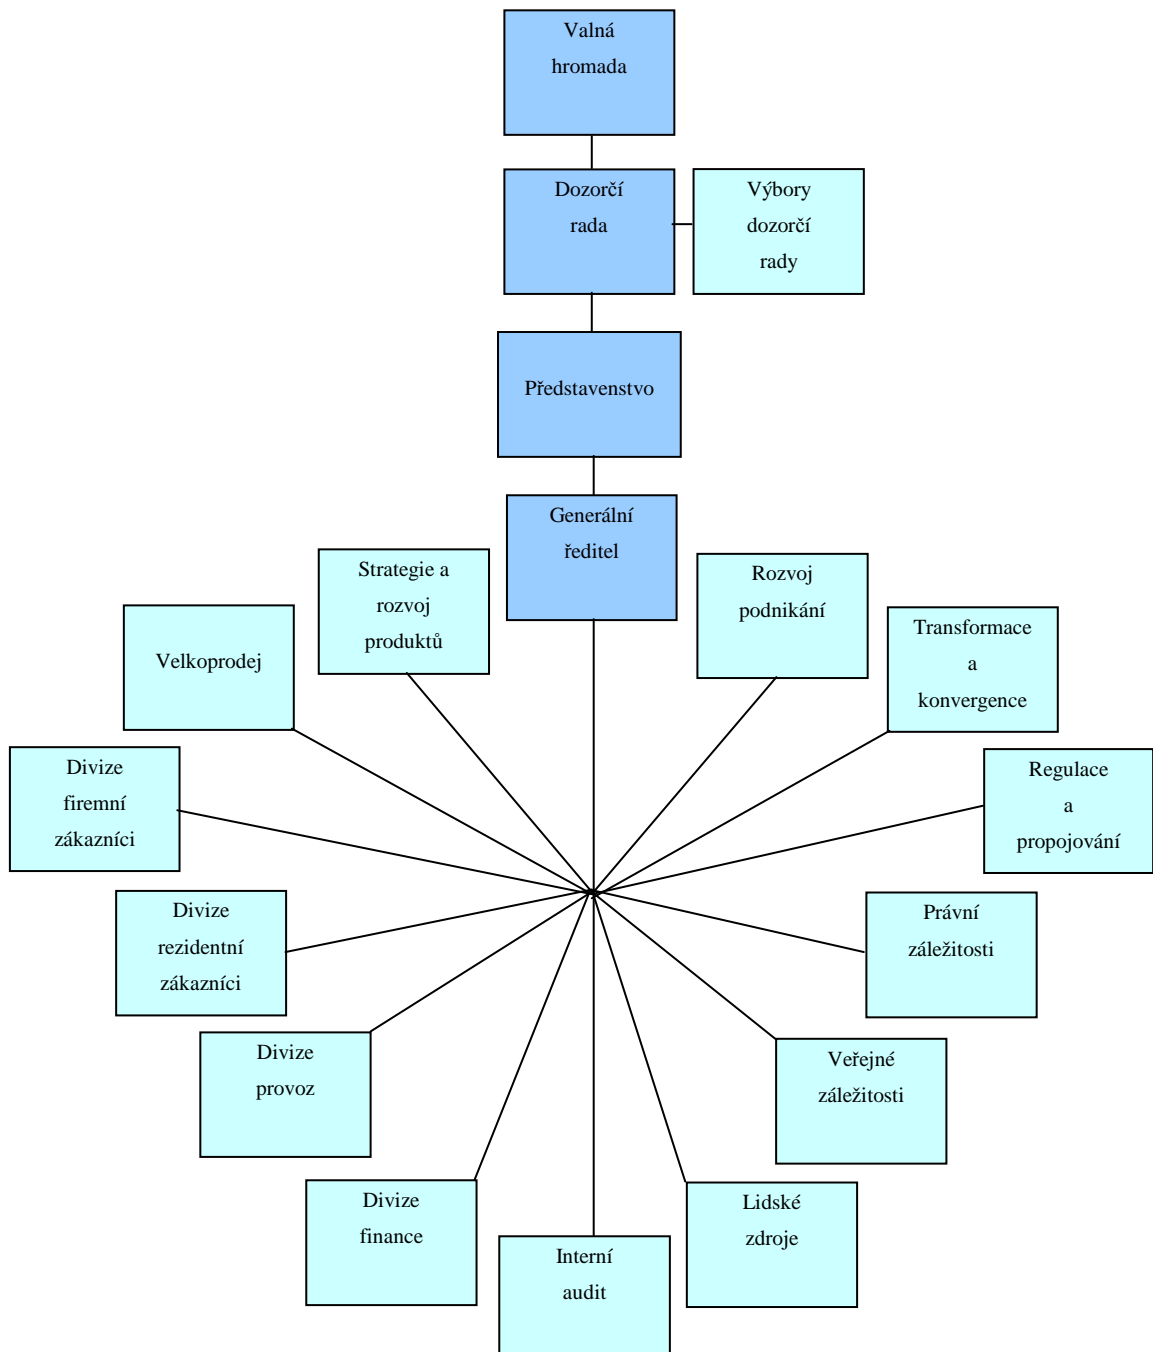 Valná
hromada
Dozorčí
rada
Výbory
dozorčí
rady
Představenstvo
Generální
ředitel
Strategie a
rozvoj
produktů
Rozvoj
podnikání
Velkoprodej
Transformace
a
konvergence
Divize
firemní
zákazníci
Regulace
a
propojování
Divize
rezidentní
zákazníci
Právní
záležitosti
Divize
provoz
Veřejné
záležitosti
Divize
finance
Lidské
zdroje
Interní
audit